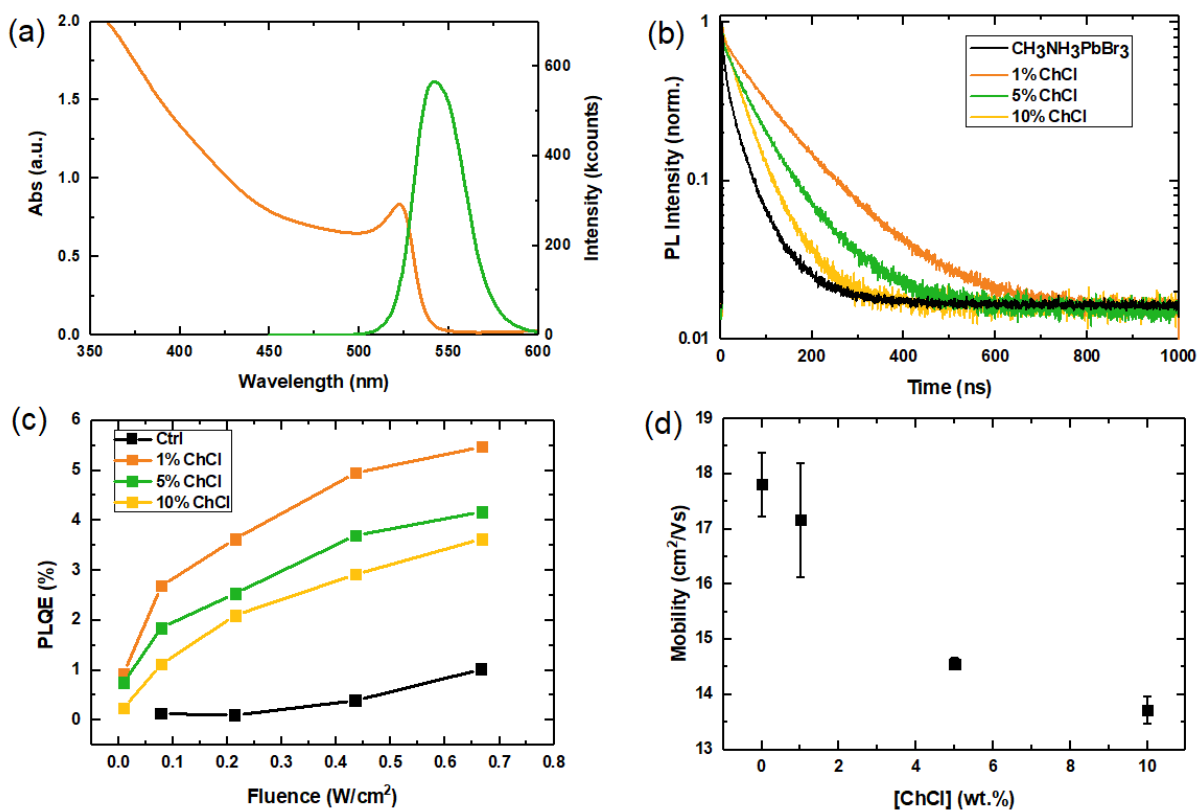 (a)
2.0
1.5
1.0
0.5
0.0
Abs (a.u.)
600
450
300
150
0
Intensity (kcounts)
350 400 450 500 550 600
Wavelength (nm)
(b)
1
0.1
0.01
PL Intensity (norm.)
CH3NH3PbBr3
1% ChCl
5% ChCl
10% ChCl
0 200 400 600 800 1000
Time (ns)
(c)
6
5
4
3
2
1
0
PLQE (%)
Ctrl
1% ChCl
5% ChCl
10% ChCl
0.0 0.1 0.2 0.3 0.4 0.5 0.6 0.7 0.8
Fluence (W/cm²)
(d)
19
18
17
16
15
14
13
Mobility (cm²/Vs)
0 2 4 6 8 10
[ChCl] (wt.%)